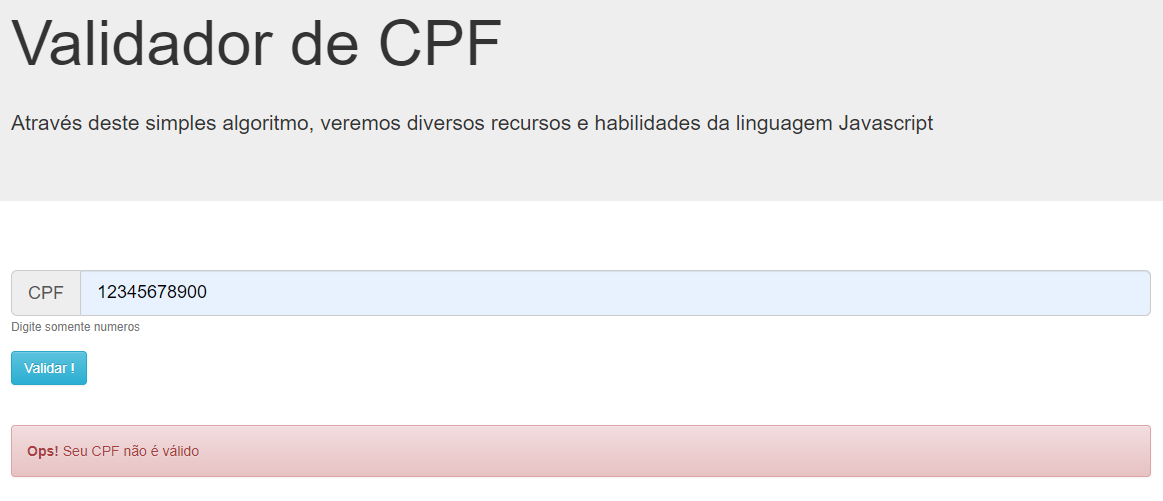 Validador de CPF
Através deste simples algoritmo, veremos diversos recursos e habilidades da linguagem Javascript
CPF 12345678900
Digite somente numeros
Validar !
Ops! Seu CPF não é válido